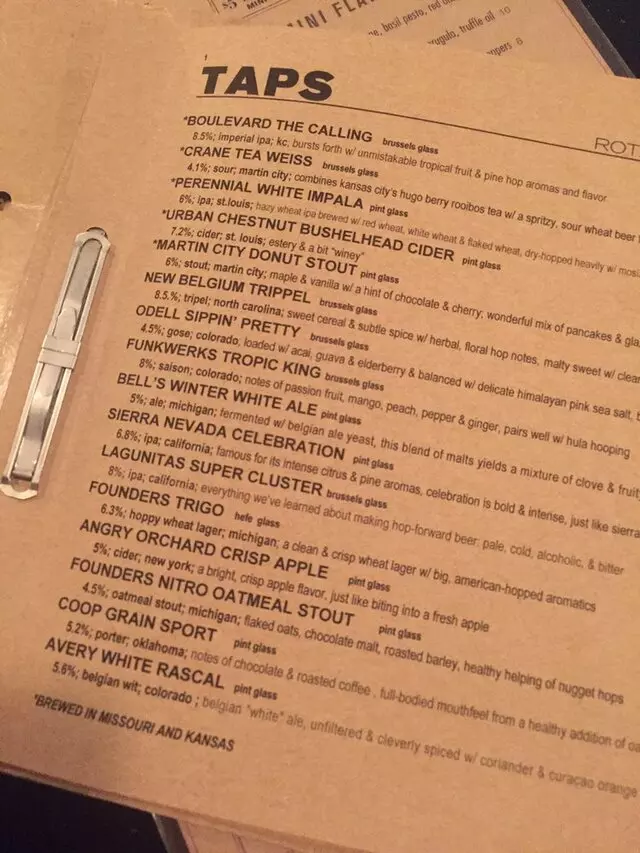 $5
MINI FLA
basil pesto, red
truffle oil 10
ppers 8
TAPS
ROT
*BOULEVARD THE CALLING brussels glass
8.5%; imperial ipa; kc, bursts forth w/ unmistakable tropical fruit & pine hop aromas and flavor
*CRANE TEA WEISS brussels glass
4.1%; sour; martin city; combines kansas city's hugo berry rooibos tea w/ a spritzy, sour wheat beer
*PERENNIAL WHITE IMPALA pint glass
6%; ipa; st.louis; hazy wheat ipa brewed w/ red wheat, white wheat & flaked wheat, dry-hopped heavily w/ mosa
*URBAN CHESTNUT BUSHELHEAD CIDER pint glass
7.2%; cider; st. louis; estery & a bit "winey"
*MARTIN CITY DONUT STOUT pint glass
6%; stout; martin city; maple & vanilla w/ a hint of chocolate & cherry; wonderful mix of pancakes & gla
NEW BELGIUM TRIPPEL brussels glass
8.5.%; tripel; north carolina; sweet cereal & subtle spice w/ herbal, floral hop notes, malty sweet w/ clean
ODELL SIPPIN' PRETTY brussels glass
4.5%; gose; colorado, loaded w/ acai, guava & elderberry & balanced w/ delicate himalayan pink sea salt,
FUNKWERKS TROPIC KING brussels glass
8%; saison; colorado; notes of passion fruit, mango, peach, pepper & ginger, pairs well w/ hula hooping
BELL'S WINTER WHITE ALE pint glass
5%; ale; michigan; fermented w/ belgian ale yeast, this blend of malts yields a mixture of clove & fruit
SIERRA NEVADA CELEBRATION pint glass
6.8%; ipa; california; famous for its intense citrus & pine aromas, celebration is bold & intense, just like sierra
LAGUNITAS SUPER CLUSTER brussels glass
8%; ipa; california; everything we've learned about making hop-forward beer: pale, cold, alcoholic, & bitter
FOUNDERS TRIGO hefe glass
6.3%; hoppy wheat lager; michigan; a clean & crisp wheat lager w/ big, american-hopped aromatics
ANGRY ORCHARD CRISP APPLE pint glass
5%; cider; new york; a bright, crisp apple flavor, just like biting into a fresh apple
FOUNDERS NITRO OATMEAL STOUT pint glass
4.5%; oatmeal stout; michigan; flaked oats, chocolate malt, roasted barley, healthy helping of nugget hops
COOP GRAIN SPORT pint glass
5.2%; porter; oklahoma; notes of chocolate & roasted coffee , full-bodied mouthfeel from a healthy addition of oa
AVERY WHITE RASCAL pint glass
5.6%; belgian wit; colorado ; belgian "white" ale, unfiltered & cleverly spiced w/ coriander & curaçao orange
*BREWED IN MISSOURI AND KANSAS